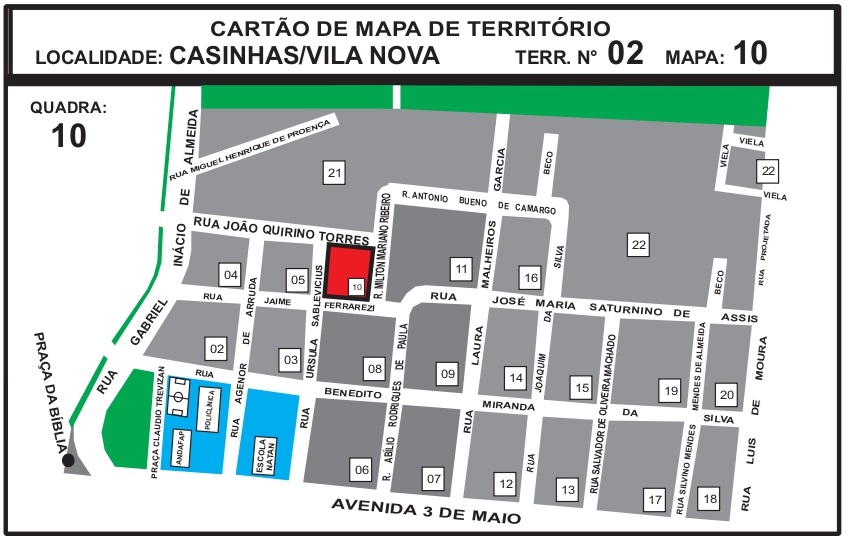 CARTÃO DE MAPA DE TERRITÓRIO
LOCALIDADE: CASINHAS/VILA NOVA TERR. Nº 02 MAPA: 10
QUADRA:
10
RUA GABRIEL INÁCIO DE ALMEIDA
RUA MIGUEL HENRIQUE DE PROENÇA
21
GARCIA
BECO
VIELA
VIELA
22
VIELA
R. ANTONIO BUENO DE CAMARGO
RUA JOÃO QUIRINO TORRES
R. MILTON MARIANO RIBEIRO
MALHEIROS
SILVA
22
RUA PROJETADA
BECO
04
05
10
11
16
RUA JAIME FERRAREZI
RUA JOSÉ MARIA SATURNINO DE ASSIS
RUA AGENOR DE ARRUDA
RUA URSULA SABLEVICIUS
02
03
08
09
14
15
19
20
R. ABÍLIO RODRIGUES DE PAULA
RUA LAURA
RUA JOAQUIM DA
RUA SALVADOR DE OLIVEIRA MACHADO
RUA SILVINO MENDES
MENDES DE ALMEIDA
RUA LUIS DE MOURA
RUA BENEDITO MIRANDA DA SILVA
PRAÇA DA BÍBLIA
PRAÇA CLAUDIO TREVIZAN
POLICLÍNICA
ANDAFAP
ESCOLA
NATAN
06
07
12
13
17
18
AVENIDA 3 DE MAIO